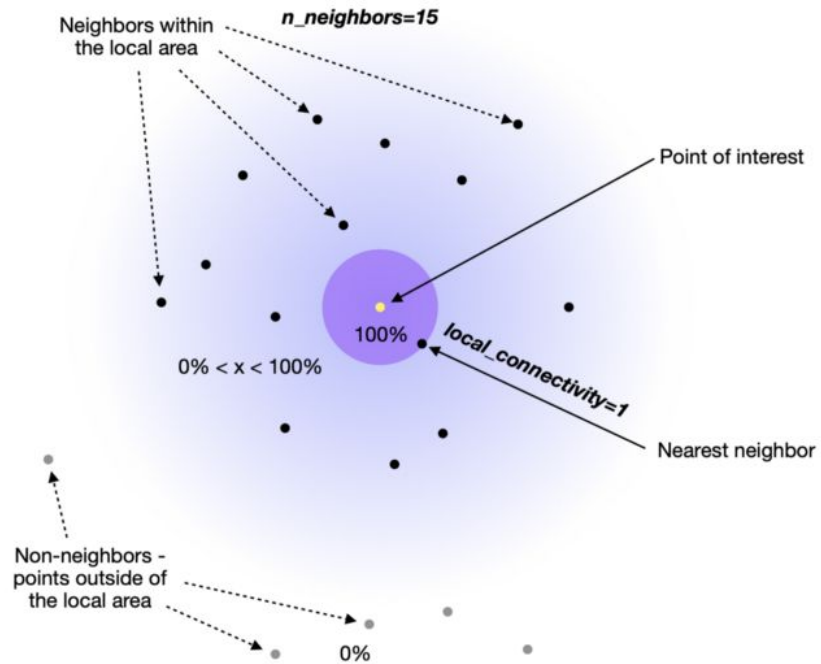 n_neighbors=15
Neighbors within
the local area
Point of interest
100%
local_connectivity=1
0% < x < 100%
Nearest neighbor
Non-neighbors -
points outside of
the local area
0%